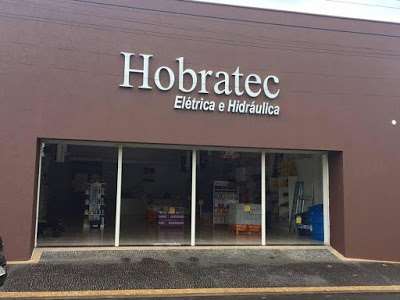 Hobratec
Elétrica e Hidráulica